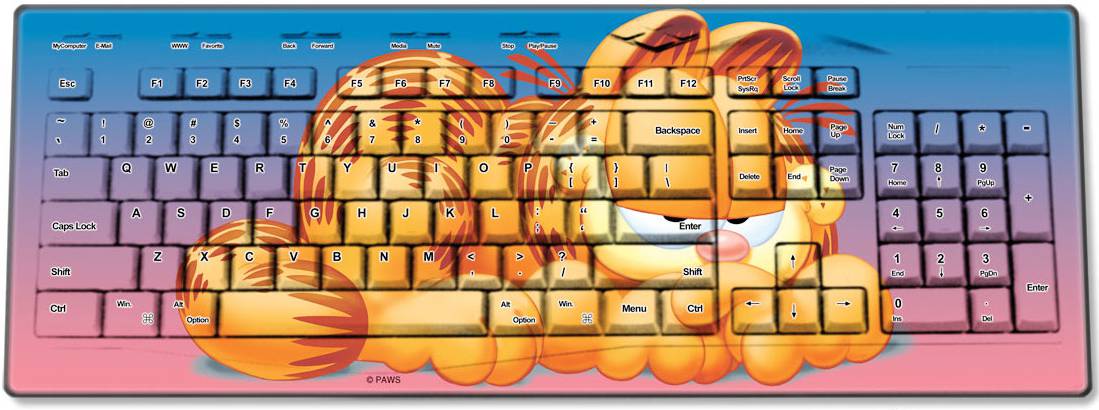 MyComputer E-Mail WWW Favorite Back Forward Media Mute Stop Play/Pause
Esc F1 F2 F3 F4 F5 F6 F7 F8 F9 F10 F11 F12 PrtScr SysRq Scroll Lock Pause Break
~ ` ! 1 @ 2 # 3 $ 4 % 5 ^ 6 & 7 * 8 ( 9 ) 0 _ - + = Backspace Insert Home Page Up Num Lock / * -
Tab Q W E R T Y U I O P { [ } ] | \ Delete End Page Down 7 Home 8 ↑ 9 PgUp +
Caps Lock A S D F G H J K L : ; “ ‘ Enter 4 ← 5 6 →
Shift Z X C V B N M < , > . ? / Shift ↑ 1 End 2 ↓ 3 PgDn Enter
Ctrl Win. ⌘ Alt Option Alt Option Win. ⌘ Menu Ctrl ← ↓ → 0 Ins . Del
© PAWS